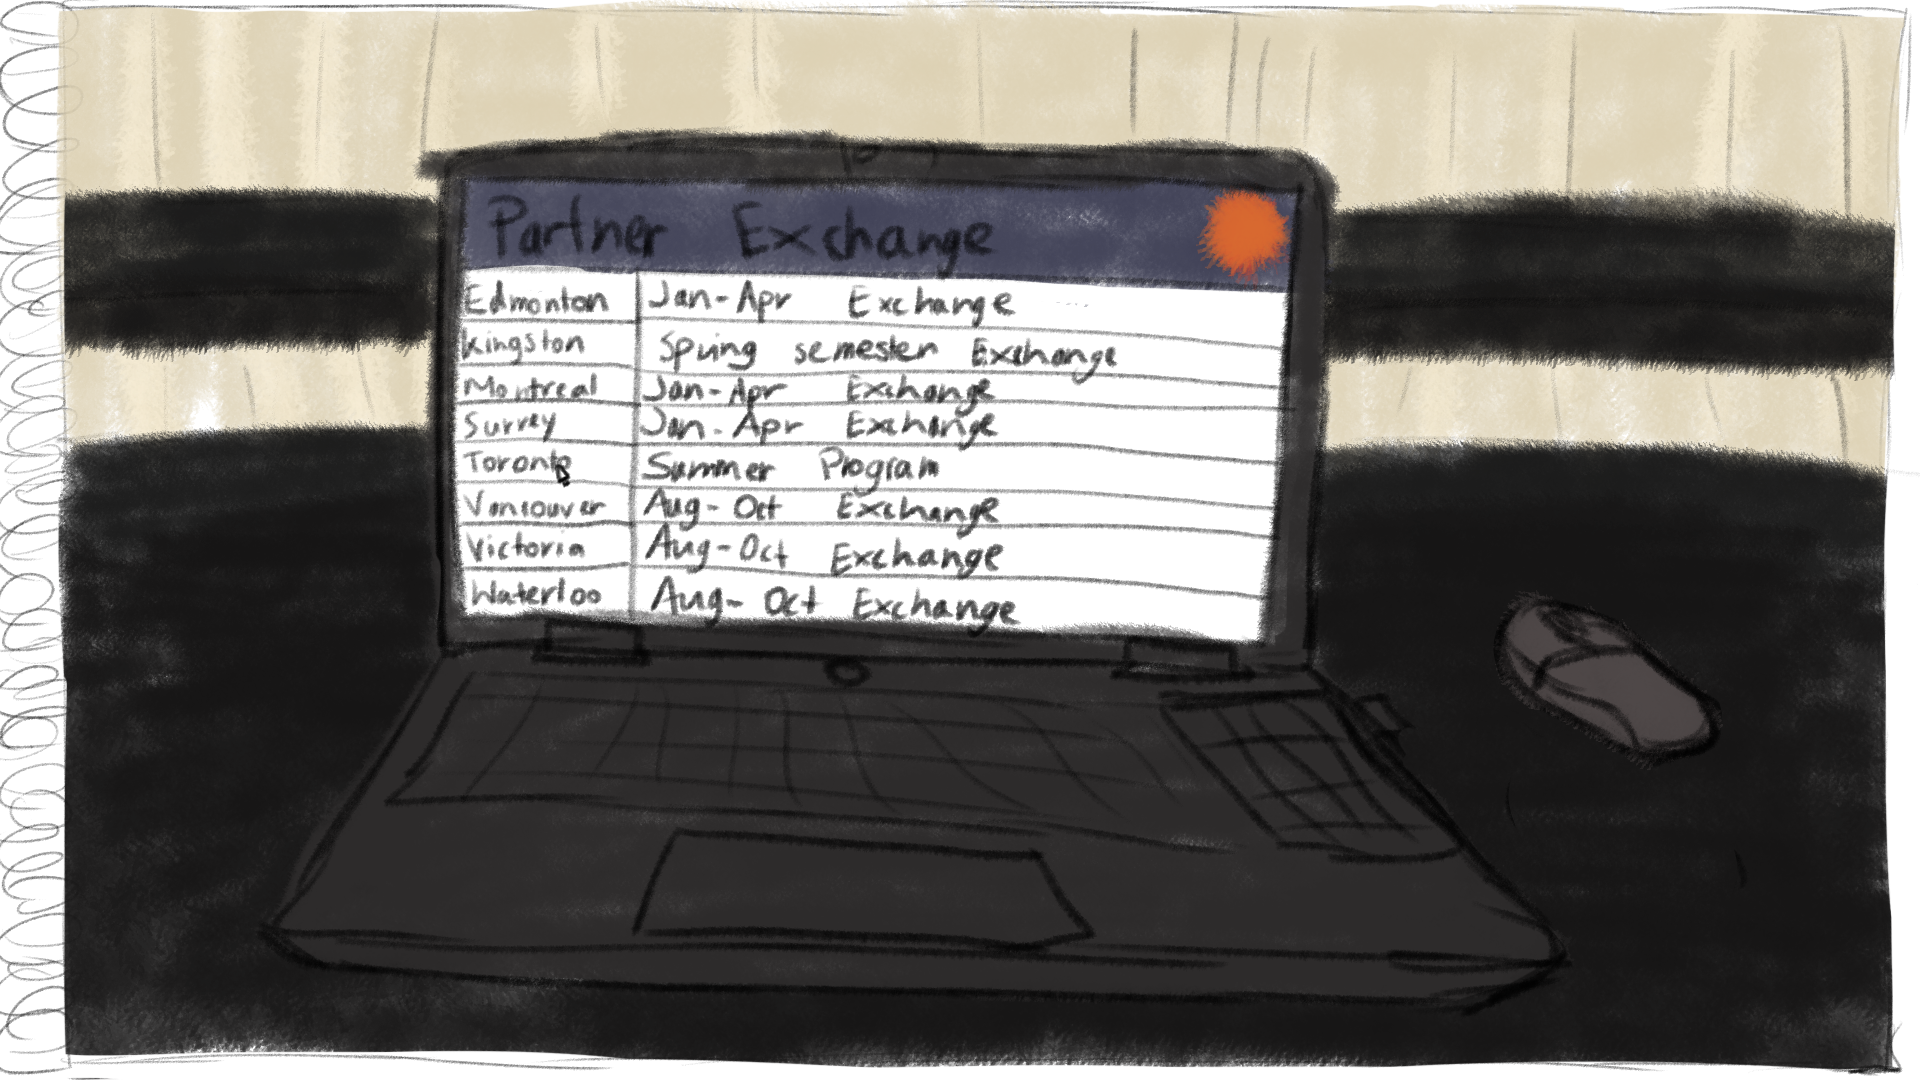 Partner Exchange
Edmonton Jan-Apr Exchange
Kingston Spring semester Exchange
Montreal Jan-Apr Exchange
Surrey Jan-Apr Exchange
Toronto Summer Program
Vancouver Aug-Oct Exchange
Victoria Aug-Oct Exchange
Waterloo Aug-Oct Exchange